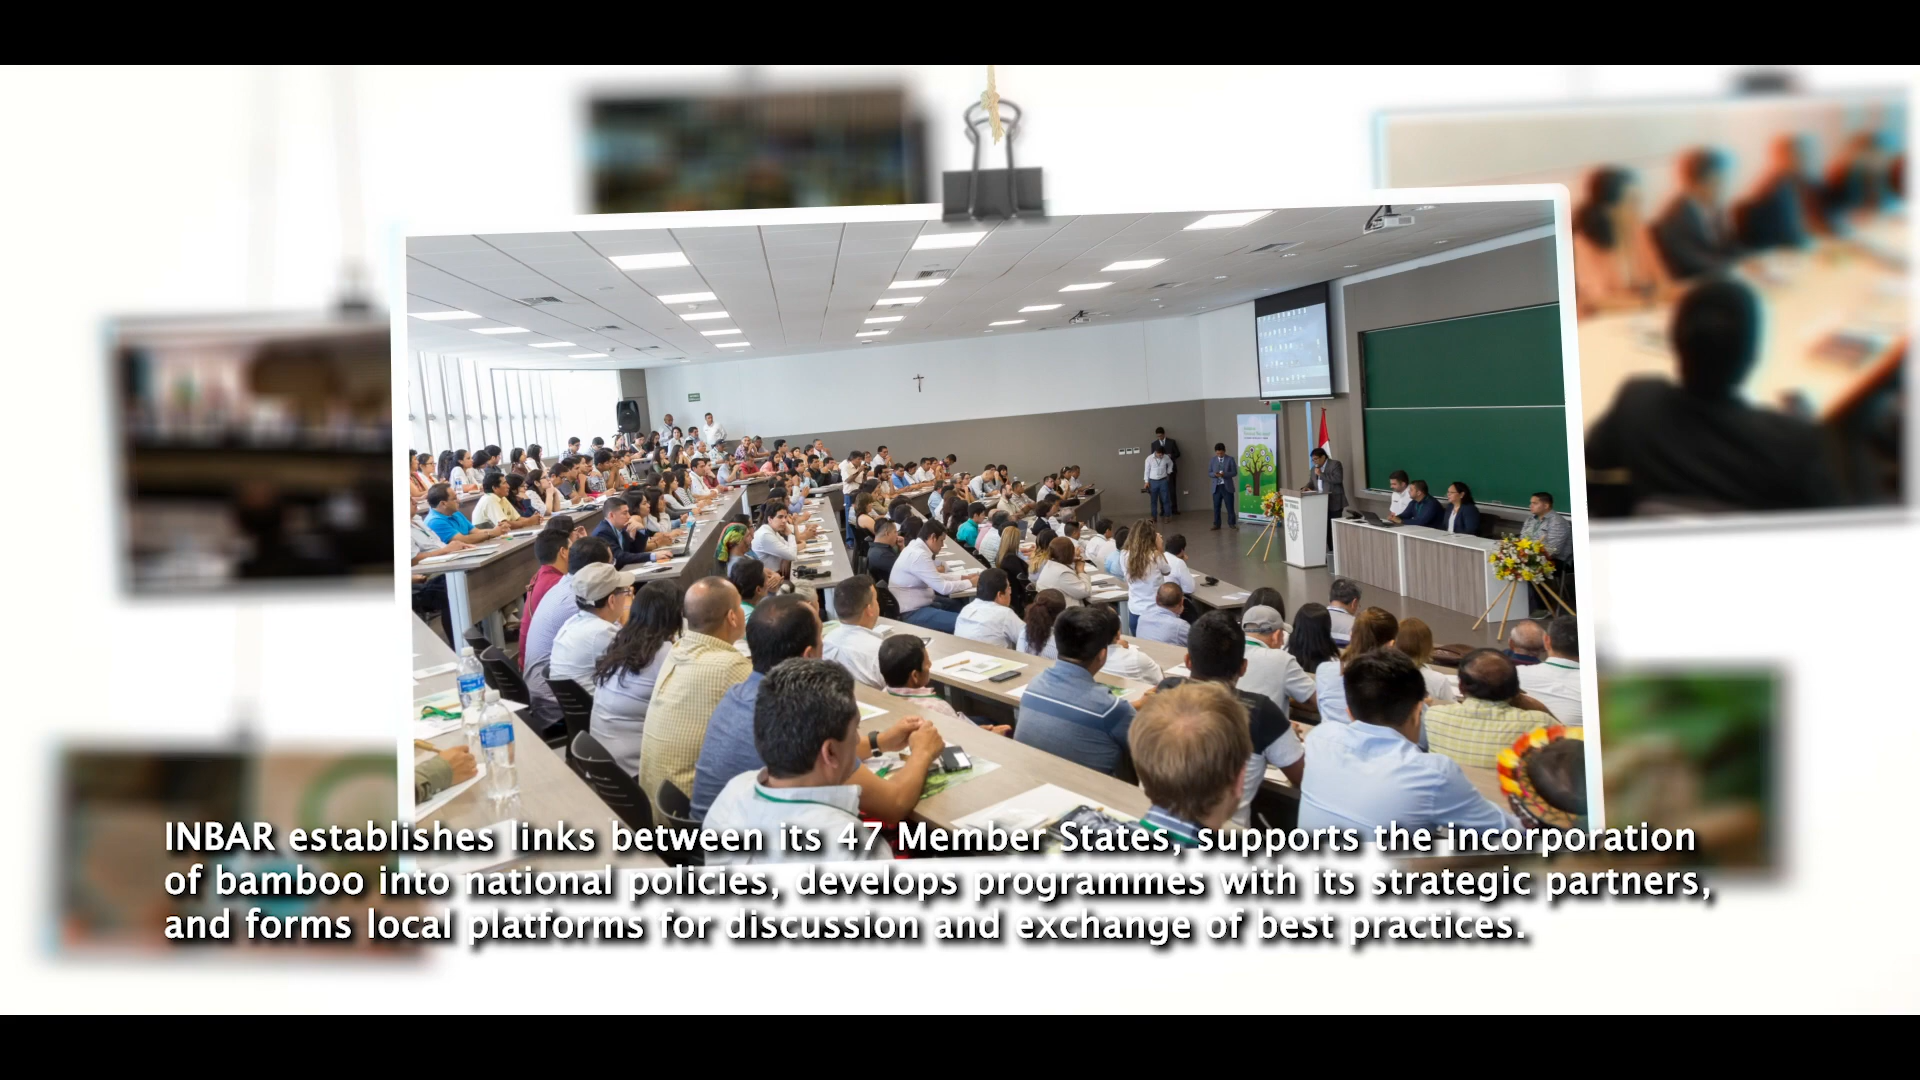 INBAR establishes links between its 47 Member States, supports the incorporation
of bamboo into national policies, develops programmes with its strategic partners,
and forms local platforms for discussion and exchange of best practices.